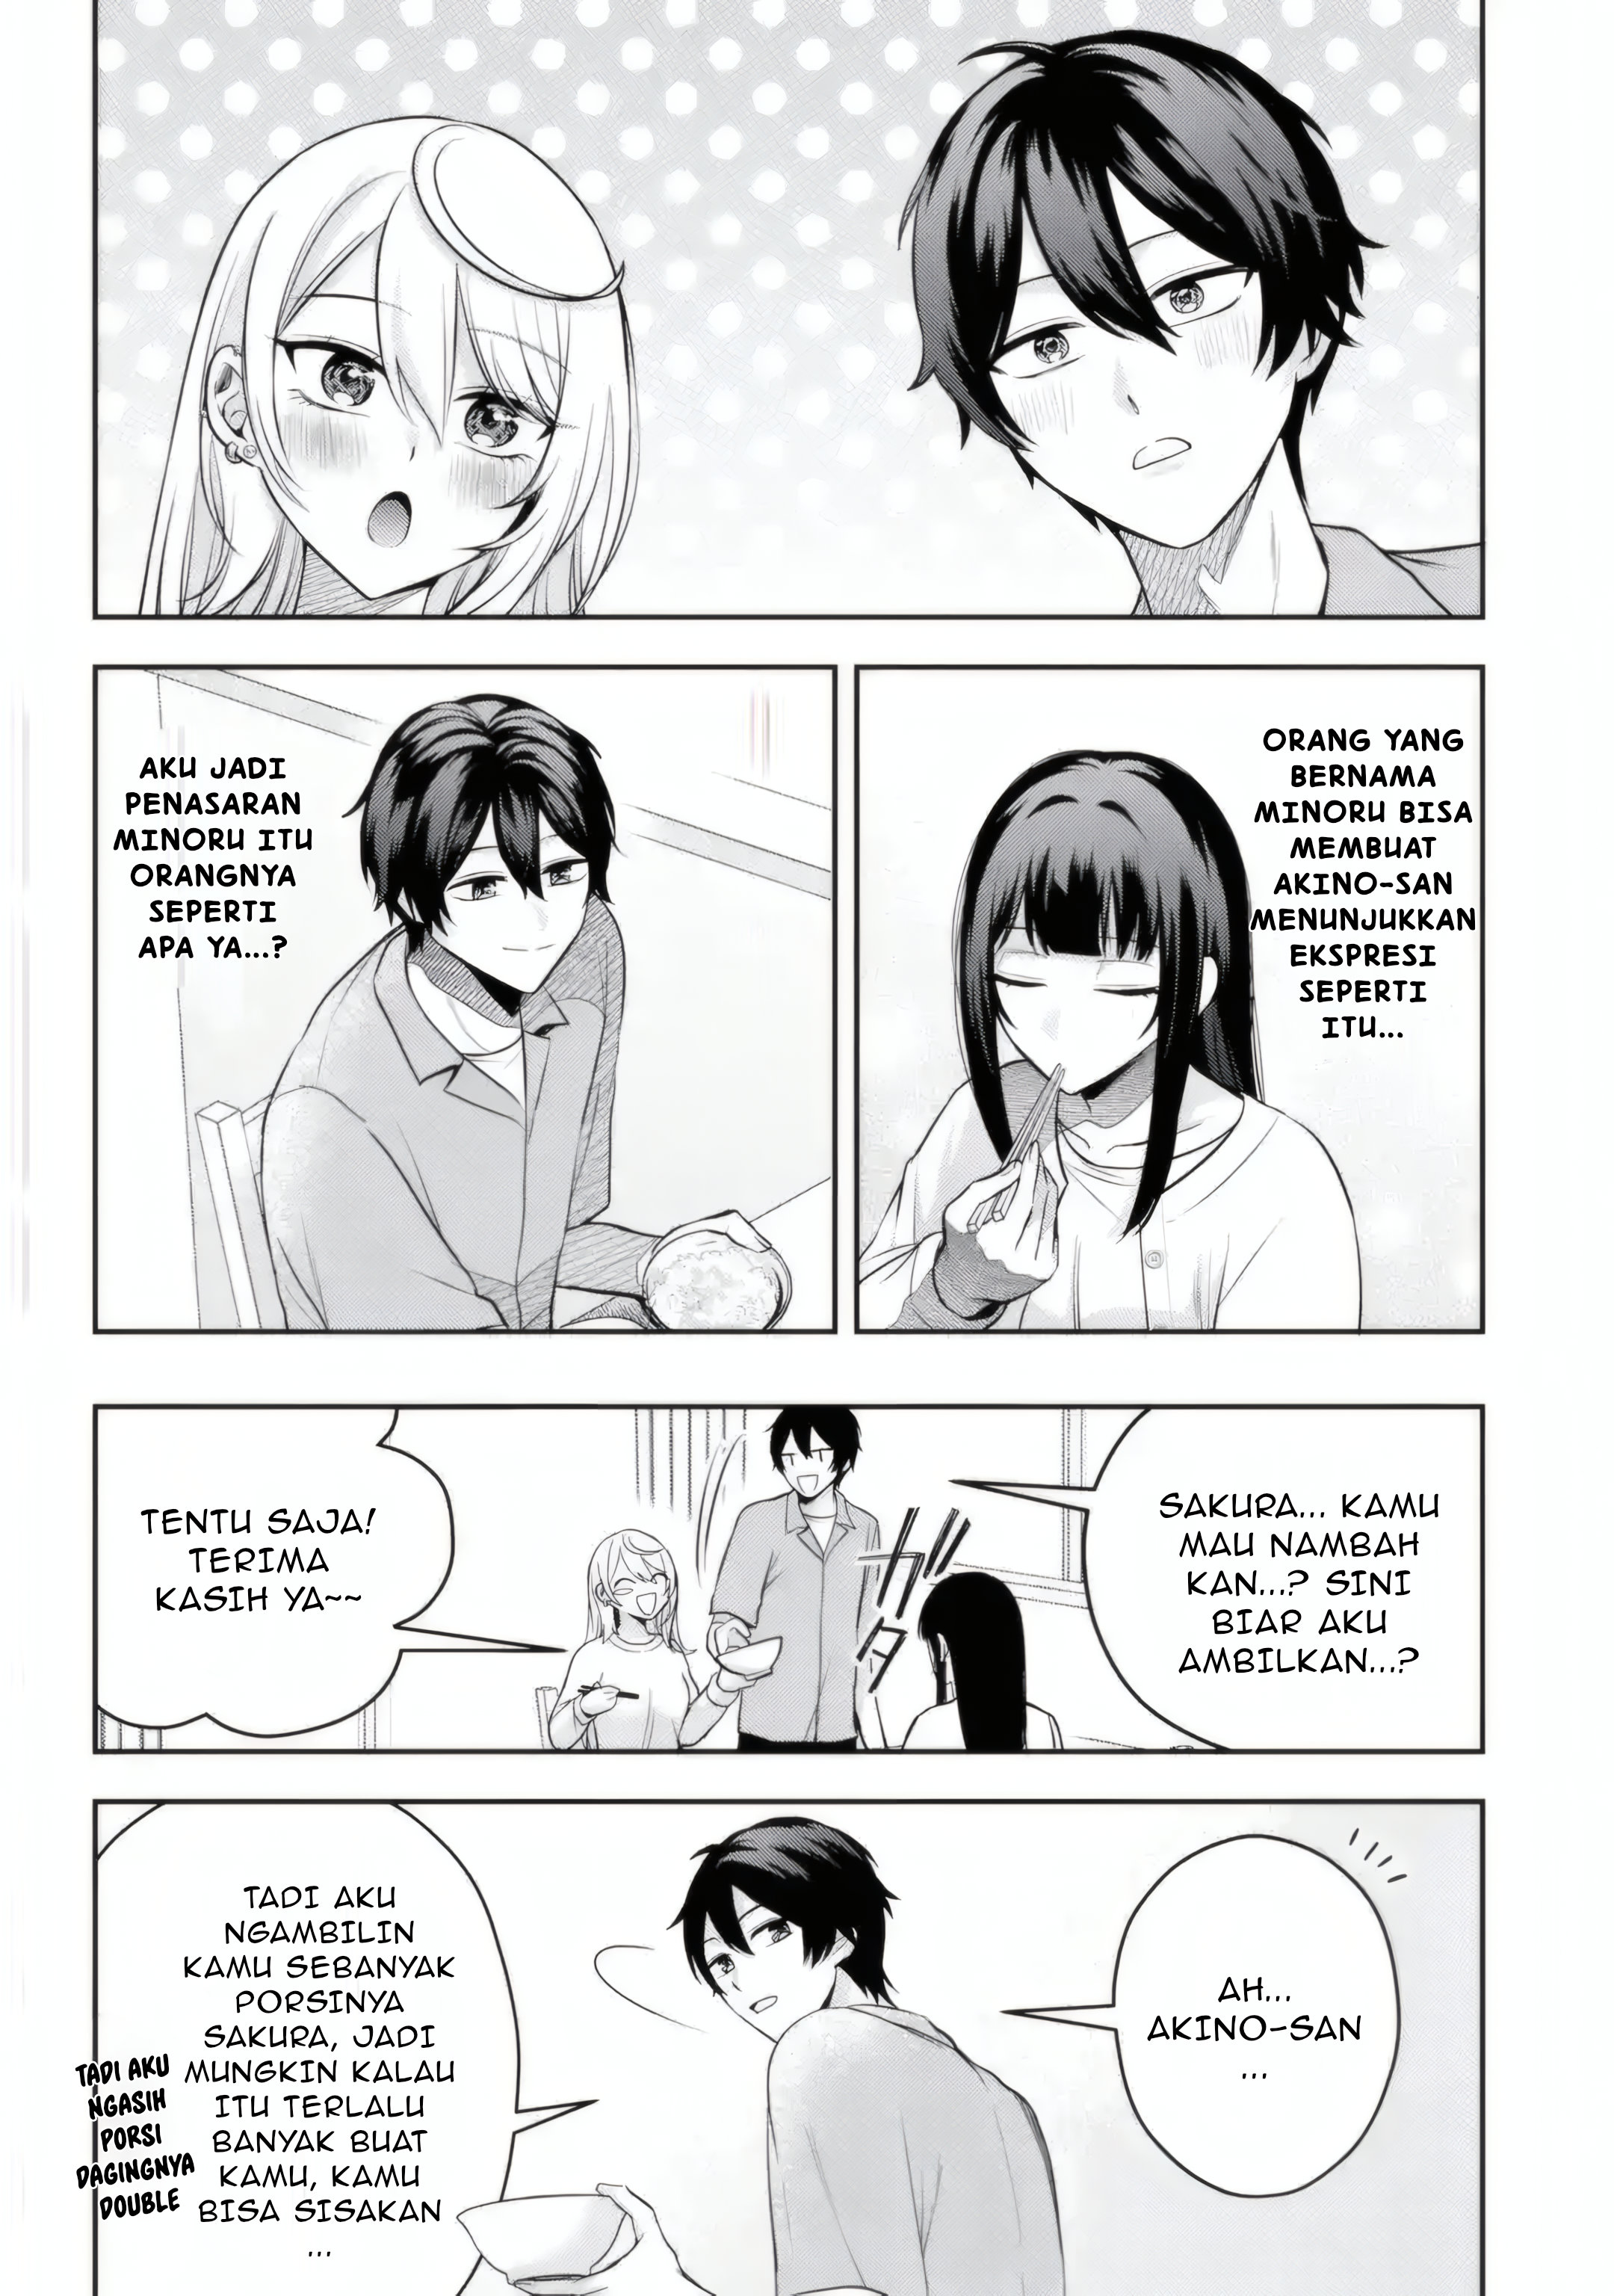 ORANG YANG
BERNAMA
MINORU BISA
MEMBUAT
AKINO-SAN
MENUNJUKKAN
EKSPRESI
SEPERTI
ITU...
AKU JADI
PENASARAN
MINORU ITU
ORANGNYA
SEPERTI
APA YA...?
SAKURA... KAMU
MAU NAMBAH
KAN...? SINI
BIAR AKU
AMBILKAN...?
ガタッ
TENTU SAJA!
TERIMA
KASIH YA~~
AH...
AKINO-SAN
...
TADI AKU
NGAMBILIN
KAMU SEBANYAK
PORSINYA
SAKURA, JADI
MUNGKIN KALAU
ITU TERLALU
BANYAK BUAT
KAMU, KAMU
BISA SISAKAN
...
TADI AKU
NGASIH
PORSI
DAGINGNYA
DOUBLE